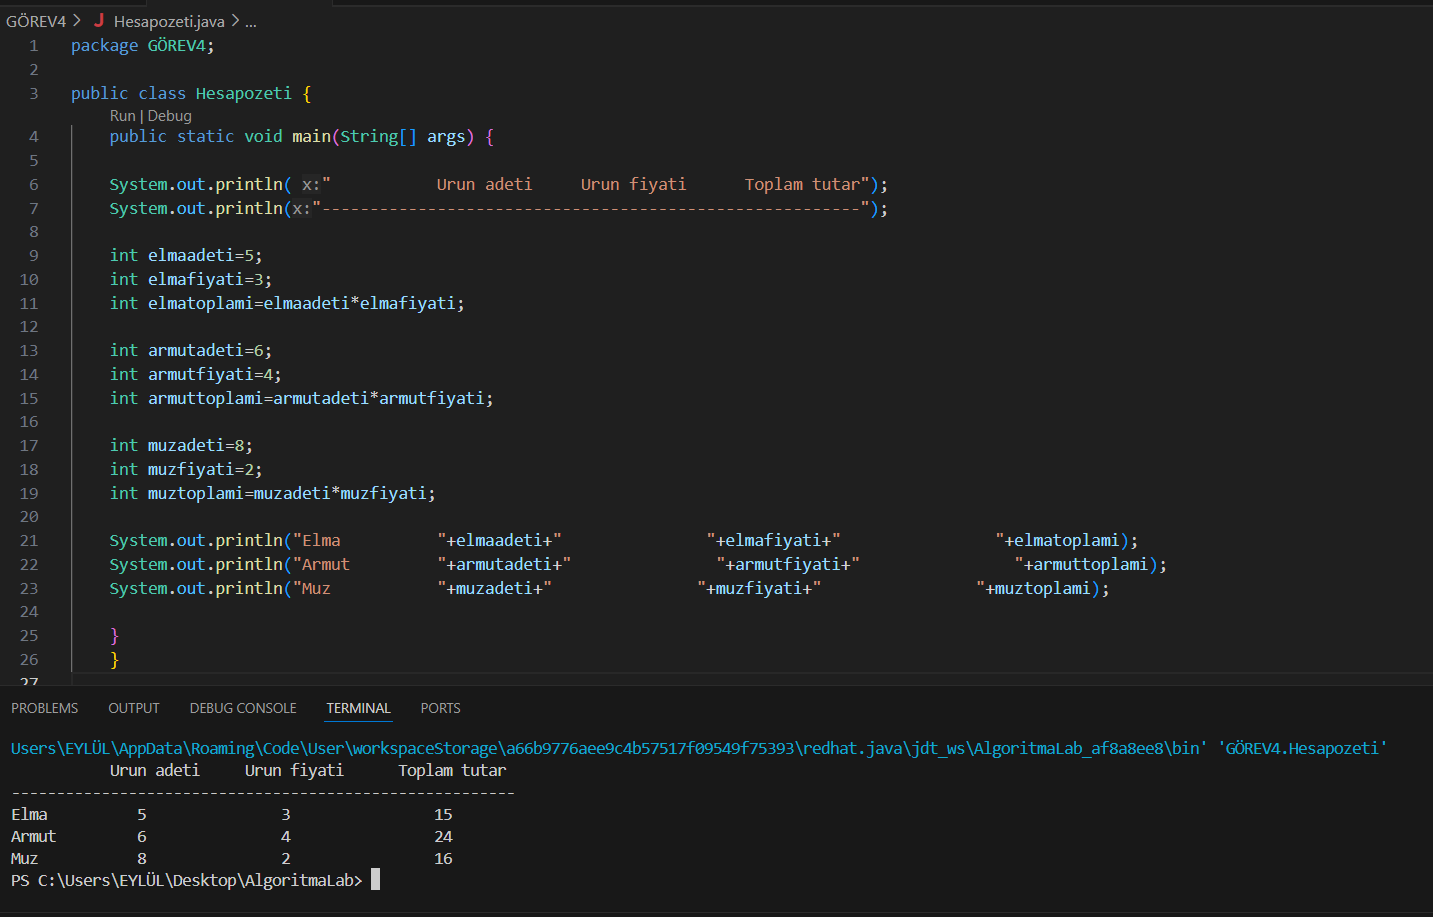 GÖREV4 > J Hesapozeti.java > ...
1 package GÖREV4;
2
3 public class Hesapozeti {
Run | Debug
4 public static void main(String[] args) {
5
6 System.out.println( x:"           Urun adeti     Urun fiyati      Toplam tutar");
7 System.out.println(x:"--------------------------------------------------------");
8
9 int elmaadeti=5;
10 int elmafiyati=3;
11 int elmatoplami=elmaadeti*elmafiyati;
12
13 int armutadeti=6;
14 int armutfiyati=4;
15 int armuttoplami=armutadeti*armutfiyati;
16
17 int muzadeti=8;
18 int muzfiyati=2;
19 int muztoplami=muzadeti*muzfiyati;
20
21 System.out.println("Elma          "+elmaadeti+"               "+elmafiyati+"                "+elmatoplami);
22 System.out.println("Armut         "+armutadeti+"               "+armutfiyati+"                "+armuttoplami);
23 System.out.println("Muz           "+muzadeti+"               "+muzfiyati+"                "+muztoplami);
24
25 }
26 }
27
PROBLEMS OUTPUT DEBUG CONSOLE TERMINAL PORTS
Users\EYLÜL\AppData\Roaming\Code\User\workspaceStorage\a66b9776aee9c4b57517f09549f75393\redhat.java\jdt_ws\AlgoritmaLab_af8a8ee8\bin' 'GÖREV4.Hesapozeti'
           Urun adeti     Urun fiyati      Toplam tutar
--------------------------------------------------------
Elma          5               3                15
Armut         6               4                24
Muz           8               2                16
PS C:\Users\EYLÜL\Desktop\AlgoritmaLab>